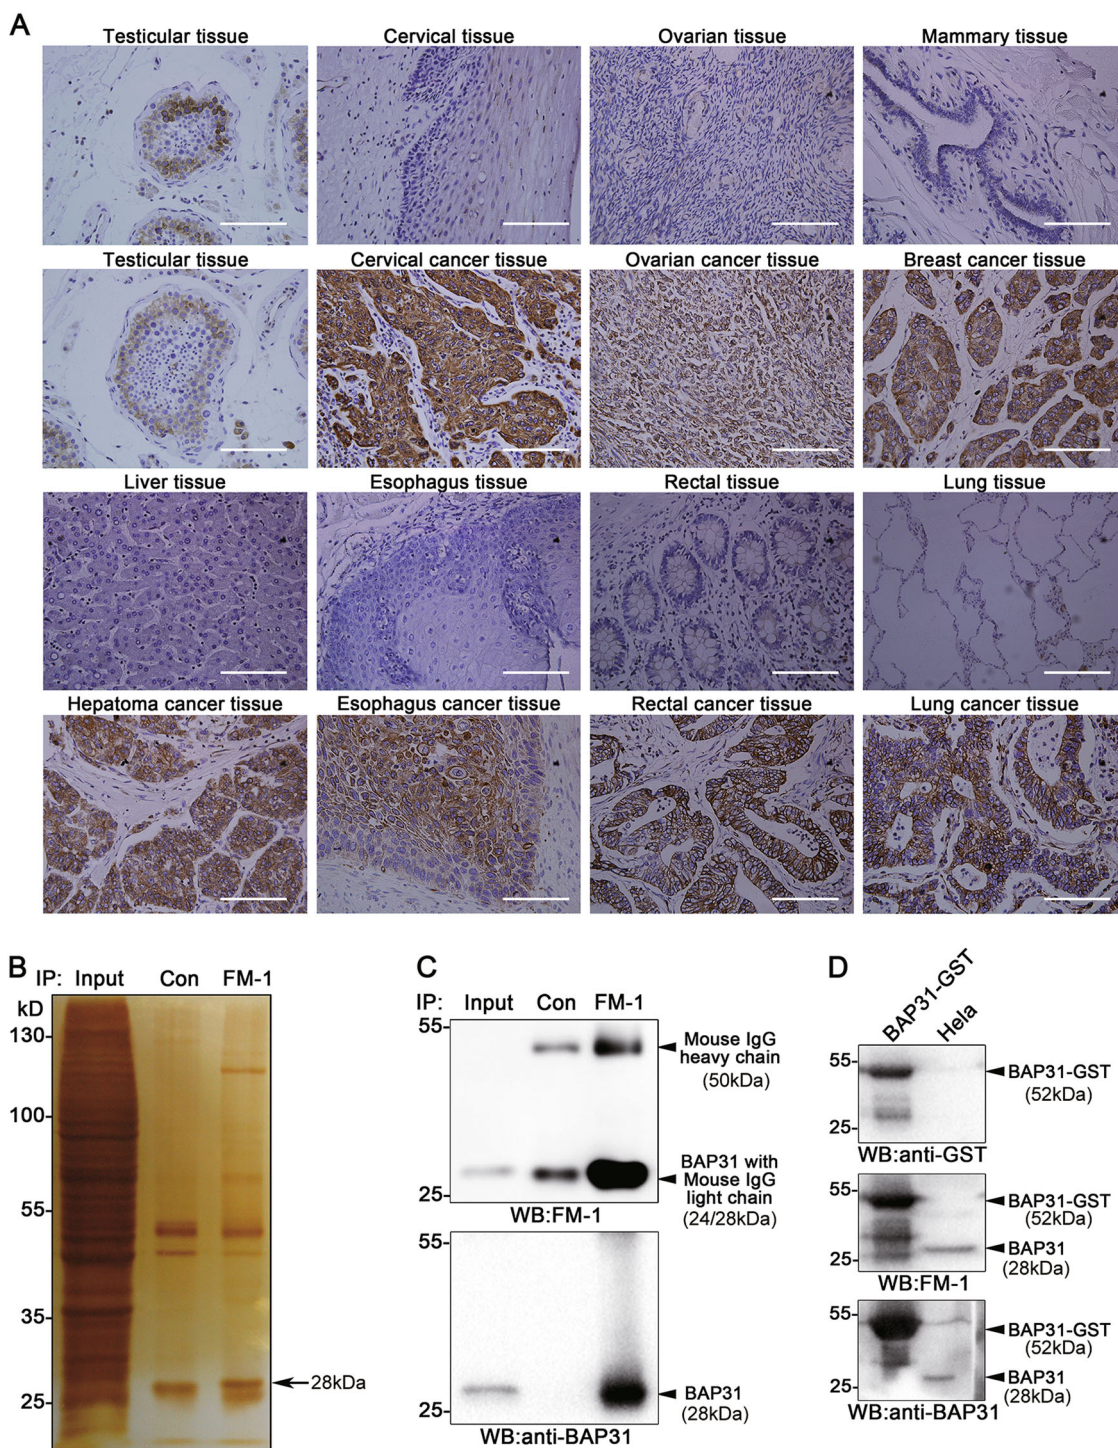 A
Testicular tissue
Cervical tissue
Ovarian tissue
Mammary tissue
Testicular tissue
Cervical cancer tissue
Ovarian cancer tissue
Breast cancer tissue
Liver tissue
Esophagus tissue
Rectal tissue
Lung tissue
Hepatoma cancer tissue
Esophagus cancer tissue
Rectal cancer tissue
Lung cancer tissue
B
IP: Input Con FM-1
kD
130-
100-
55-
35-
25-
28kDa
C
IP: Input Con FM-1
55-
Mouse IgG
heavy chain
(50kDa)
BAP31 with
Mouse IgG
light chain
(24/28kDa)
25-
WB:FM-1
55-
BAP31
(28kDa)
25-
WB:anti-BAP31
D
BAP31-GST
Hela
55-
BAP31-GST
(52kDa)
25-
WB:anti-GST
55-
BAP31-GST
(52kDa)
BAP31
(28kDa)
25-
WB:FM-1
55-
BAP31-GST
(52kDa)
BAP31
(28kDa)
25-
WB:anti-BAP31